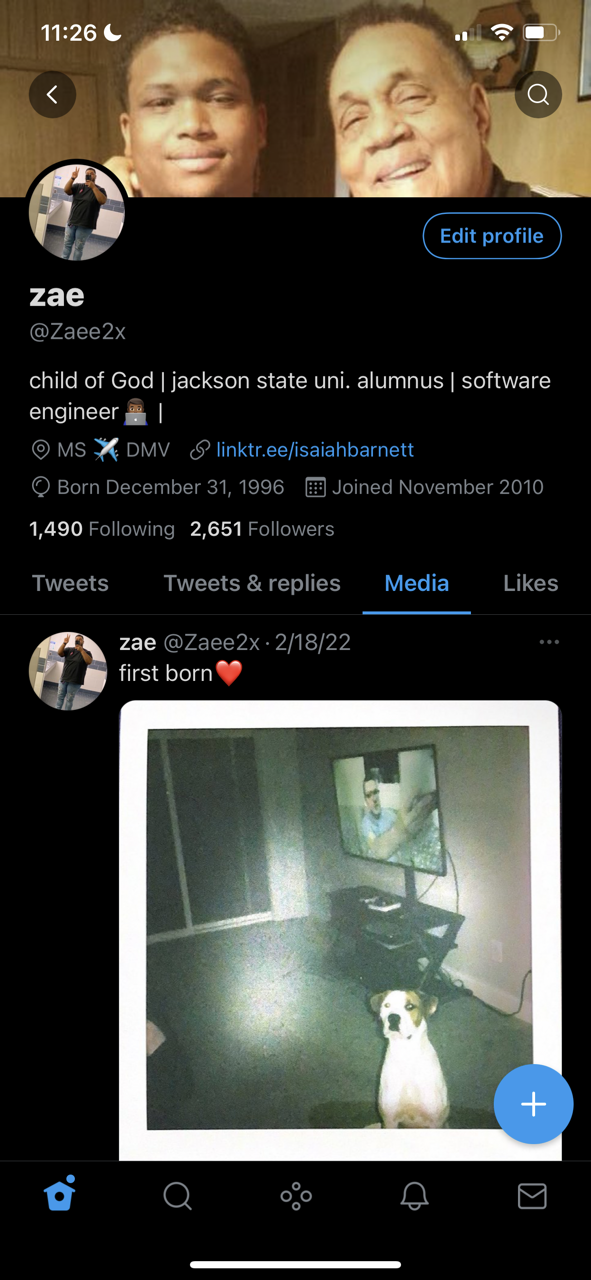 11:26
Edit profile
zae
@Zaee2x
child of God | jackson state uni. alumnus | software
engineer 👨🏾‍💻 |
MS ✈️ DMV linktr.ee/isaiahbarnett
Born December 31, 1996 Joined November 2010
1,490 Following 2,651 Followers
Tweets Tweets & replies Media Likes
zae @Zaee2x · 2/18/22
first born❤️